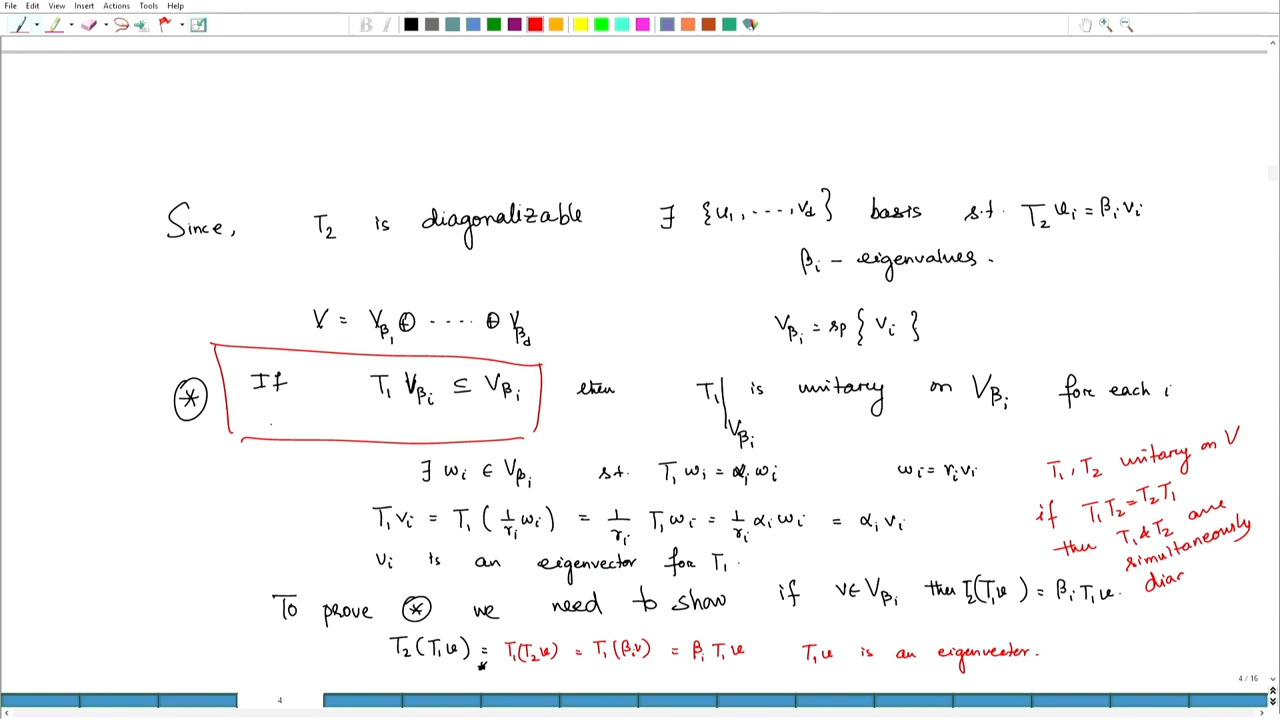 File Edit View Insert Actions Tools Help
Since, T₂ is diagonalizable ∃ {v₁, ..., v_d} basis s.t. T₂ vᵢ = βᵢ vᵢ
βᵢ – eigenvalues.
V = V_β₁ ⊕ ..... ⊕ V_β_d V_βᵢ = sp { vᵢ }
⊛ If T₁ V_βᵢ ⊆ V_βᵢ then T₁|V_βᵢ is unitary on V_βᵢ for each i
∃ wᵢ ∈ V_βᵢ s.t. T₁ wᵢ = αᵢ wᵢ wᵢ = rᵢ vᵢ
T₁ vᵢ = T₁ ( 1/rᵢ wᵢ ) = 1/rᵢ T₁ wᵢ = 1/rᵢ αᵢ wᵢ = αᵢ vᵢ
vᵢ is an eigenvector for T₁.
T₁, T₂ unitary on V
if T₁T₂ = T₂T₁
then T₁ & T₂ are
simultaneously
diag
To prove ⊛ we need to show if v ∈ V_βᵢ then T₂(T₁v) = βᵢ T₁v.
T₂(T₁v) = T₁(T₂v) = T₁(βᵢv) = βᵢ T₁v T₁v is an eigenvector.
4 / 16
4